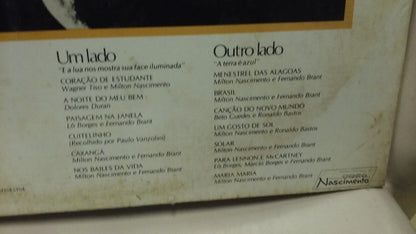 Um lado
"E a lua nos mostra sua face iluminada"
CORAÇÃO DE ESTUDANTE
Wagner Tiso e Milton Nascimento
A NOITE DO MEU BEM
Dolores Duran
PAISAGEM NA JANELA
Lô Borges e Fernando Brant
CUITELINHO
(Recolhido por Paulo Vanzolini)
CARANGÁ
Milton Nascimento e Fernando Brant
NOS BAILES DA VIDA
Milton Nascimento e Fernando Brant
Outro lado
"A terra é azul"
MENESTREL DAS ALAGOAS
Milton Nascimento e Fernando Brant
BRASIL
Milton Nascimento e Fernando Brant
CANÇÃO DO NOVO MUNDO
Beto Guedes e Ronaldo Bastos
UM GOSTO DE SOL
Milton Nascimento e Ronaldo Bastos
SOLAR
Milton Nascimento e Fernando Brant
PARA LENNON E McCARTNEY
Lô Borges, Márcio Borges e Fernando Brant
MARIA MARIA
Milton Nascimento e Fernando Brant
Nascimento